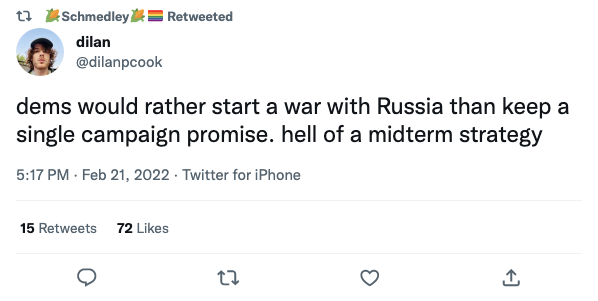 🌽Schmedley🌽🏳️‍🌈 Retweeted
dilan
@dilanpcook
dems would rather start a war with Russia than keep a
single campaign promise. hell of a midterm strategy
5:17 PM · Feb 21, 2022 · Twitter for iPhone
15 Retweets 72 Likes